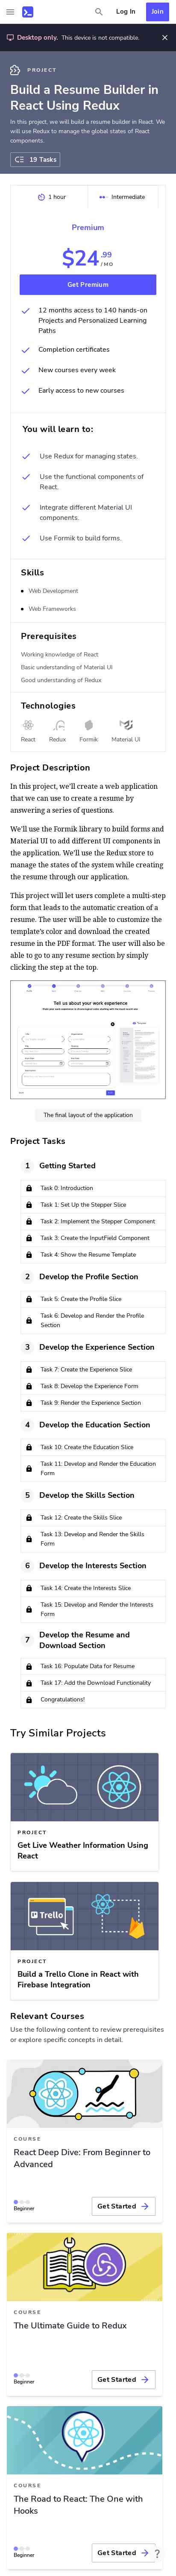 Log In
Join
Desktop only. This device is not compatible.
PROJECT
Build a Resume Builder in
React Using Redux
In this project, we will build a resume builder in React. We
will use Redux to manage the global states of React
components.
19 Tasks
1 hour
Intermediate
Premium
$24.99
/MO
Get Premium
12 months access to 140 hands-on
Projects and Personalized Learning
Paths
Completion certificates
New courses every week
Early access to new courses
You will learn to:
Use Redux for managing states.
Use the functional components of
React.
Integrate different Material UI
components.
Use Formik to build forms.
Skills
Web Development
Web Frameworks
Prerequisites
Working knowledge of React
Basic understanding of Material UI
Good understanding of Redux
Technologies
React
Redux
Formik
Material UI
Project Description
In this project, we'll create a web application
that we can use to create a resume by
answering a series of questions.
We'll use the Formik library to build forms and
Material UI to add different UI components in
the application. We'll use the Redux store to
manage the states of the system while creating
the resume through our application.
This project will let users complete a multi-step
form that leads to the automatic creation of a
resume. The user will be able to customize the
template's color and download the created
resume in the PDF format. The user will also be
able to go to any resume section by simply
clicking the step at the top.
Tell us about your work experience
The final layout of the application
Project Tasks
1 Getting Started
Task 0: Introduction
Task 1: Set Up the Stepper Slice
Task 2: Implement the Stepper Component
Task 3: Create the InputField Component
Task 4: Show the Resume Template
2 Develop the Profile Section
Task 5: Create the Profile Slice
Task 6: Develop and Render the Profile
Section
3 Develop the Experience Section
Task 7: Create the Experience Slice
Task 8: Develop the Experience Form
Task 9: Render the Experience Section
4 Develop the Education Section
Task 10: Create the Education Slice
Task 11: Develop and Render the Education
Form
5 Develop the Skills Section
Task 12: Create the Skills Slice
Task 13: Develop and Render the Skills
Form
6 Develop the Interests Section
Task 14: Create the Interests Slice
Task 15: Develop and Render the Interests
Form
7 Develop the Resume and
Download Section
Task 16: Populate Data for Resume
Task 17: Add the Download Functionality
Congratulations!
Try Similar Projects
PROJECT
Get Live Weather Information Using
React
Trello
PROJECT
Build a Trello Clone in React with
Firebase Integration
Relevant Courses
Use the following content to review prerequisites
or explore specific concepts in detail.
COURSE
React Deep Dive: From Beginner to
Advanced
Beginner
Get Started
COURSE
The Ultimate Guide to Redux
Beginner
Get Started
COURSE
The Road to React: The One with
Hooks
Beginner
Get Started
?